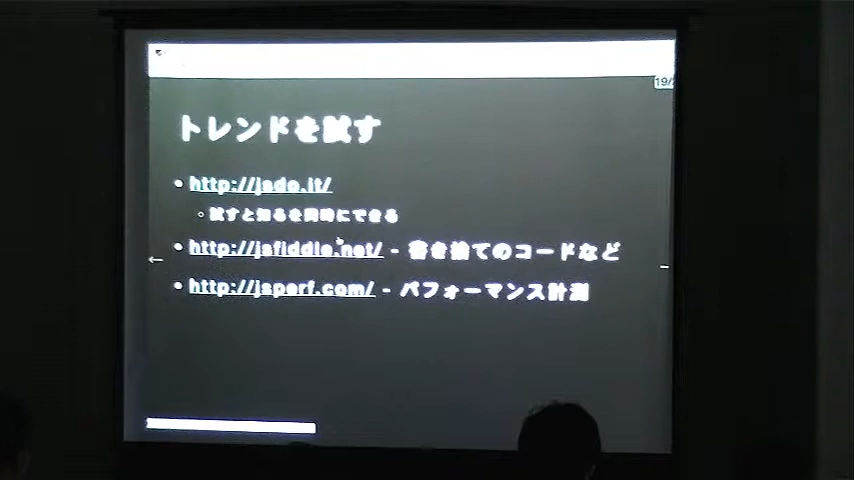 19/
トレンドを試す
• http://jsdo.it/
◦ 試すと知るを同時にできる
• http://jsfiddle.net/ - 書き捨てのコードなど
• http://jsperf.com/ - パフォーマンス計測
←